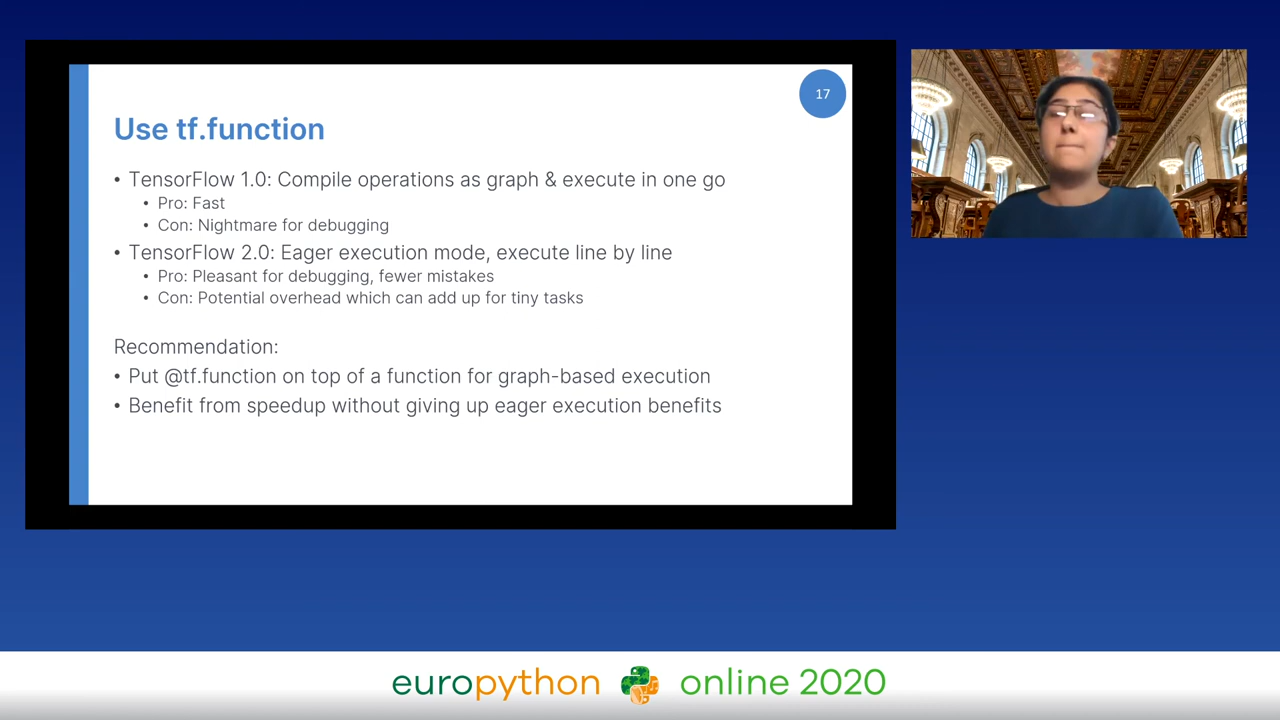 17
Use tf.function
• TensorFlow 1.0: Compile operations as graph & execute in one go
• Pro: Fast
• Con: Nightmare for debugging
• TensorFlow 2.0: Eager execution mode, execute line by line
• Pro: Pleasant for debugging, fewer mistakes
• Con: Potential overhead which can add up for tiny tasks
Recommendation:
• Put @tf.function on top of a function for graph-based execution
• Benefit from speedup without giving up eager execution benefits
europython online 2020